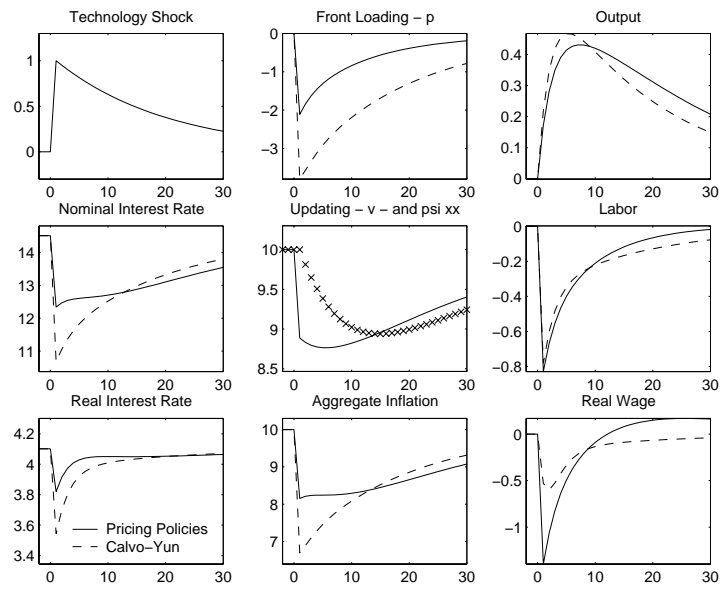 Technology Shock
Front Loading − p
Output
1
0.5
0
0
−1
−2
−3
0.4
0.3
0.2
0.1
0
0 10 20 30
0 10 20 30
0 10 20 30
Nominal Interest Rate
Updating − v − and psi xx
Labor
14
13
12
11
10
9.5
9
8.5
0
−0.2
−0.4
−0.6
−0.8
0 10 20 30
0 10 20 30
0 10 20 30
Real Interest Rate
Aggregate Inflation
Real Wage
4.2
4
3.8
3.6
3.4
Pricing Policies
Calvo−Yun
10
9
8
7
0
−0.5
−1
0 10 20 30
0 10 20 30
0 10 20 30